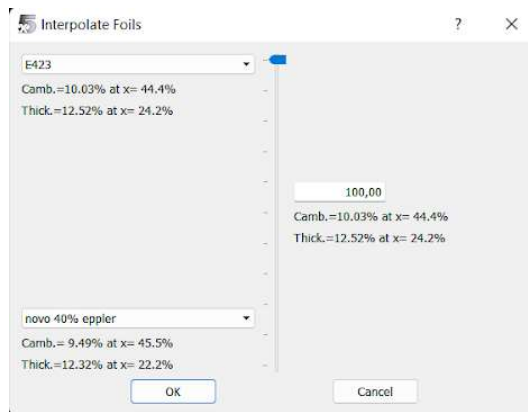 Interpolate Foils ? ×
E423
Camb.=10.03% at x= 44.4%
Thick.=12.52% at x= 24.2%
100,00
Camb.=10.03% at x= 44.4%
Thick.=12.52% at x= 24.2%
novo 40% eppler
Camb.= 9.49% at x= 45.5%
Thick.=12.32% at x= 22.2%
OK Cancel